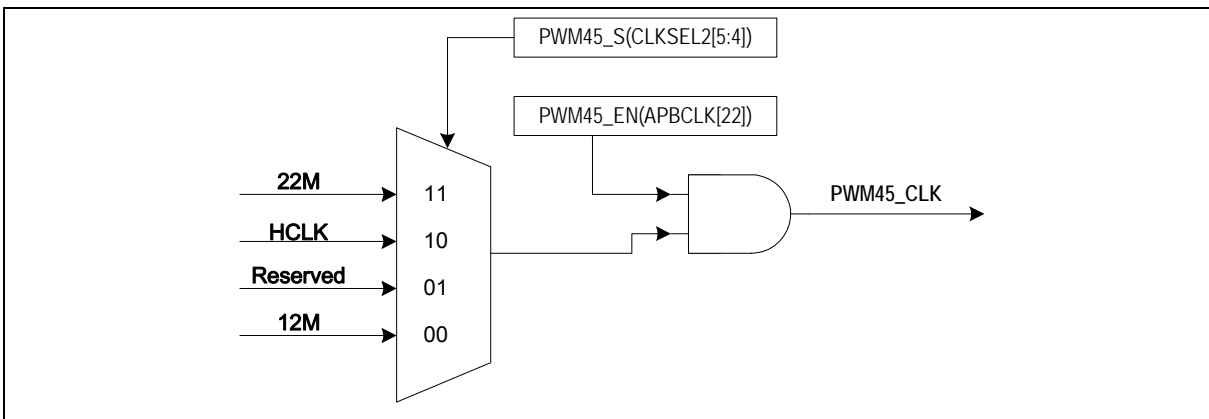 PWM45_S(CLKSEL2[5:4])
PWM45_EN(APBCLK[22])
22M
11
PWM45_CLK
HCLK
10
Reserved
01
12M
00